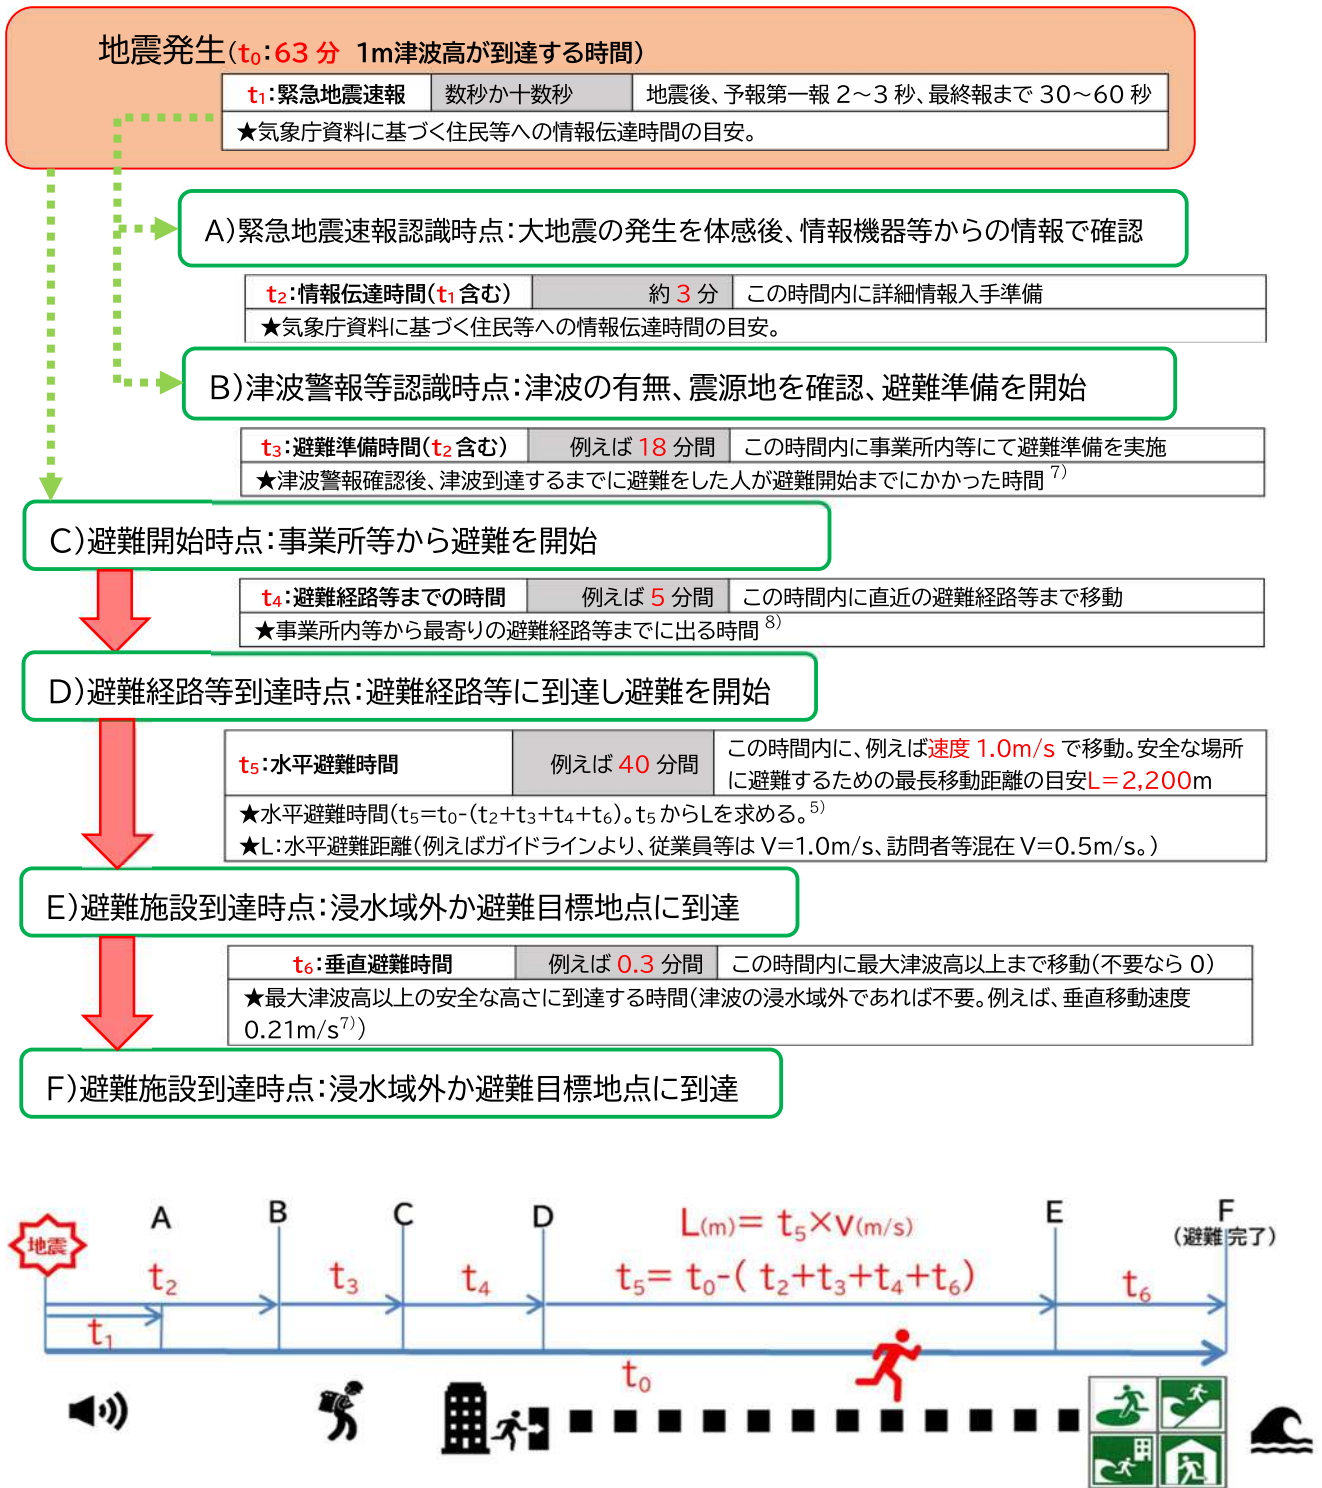 地震発生(t₀:63 分 1m津波高が到達する時間)
t₁:緊急地震速報 数秒か十数秒 地震後、予報第一報 2～3 秒、最終報まで 30～60 秒
★気象庁資料に基づく住民等への情報伝達時間の目安。
A)緊急地震速報認識時点:大地震の発生を体感後、情報機器等からの情報で確認
t₂:情報伝達時間(t₁含む) 約 3 分 この時間内に詳細情報入手準備
★気象庁資料に基づく住民等への情報伝達時間の目安。
B)津波警報等認識時点:津波の有無、震源地を確認、避難準備を開始
t₃:避難準備時間(t₂含む) 例えば 18 分間 この時間内に事業所内等にて避難準備を実施
★津波警報確認後、津波到達するまでに避難をした人が避難開始までにかかった時間 7)
C)避難開始時点:事業所等から避難を開始
t₄:避難経路等までの時間 例えば 5 分間 この時間内に直近の避難経路等まで移動
★事業所内等から最寄りの避難経路等までに出る時間 8)
D)避難経路等到達時点:避難経路等に到達し避難を開始
t₅:水平避難時間 例えば 40 分間 この時間内に、例えば速度 1.0m/s で移動。安全な場所
に避難するための最長移動距離の目安L=2,200m
★水平避難時間(t₅=t₀-(t₂+t₃+t₄+t₆)。t₅からLを求める。5)
★L:水平避難距離(例えばガイドラインより、従業員等は V=1.0m/s、訪問者等混在 V=0.5m/s。)
E)避難施設到達時点:浸水域外か避難目標地点に到達
t₆:垂直避難時間 例えば 0.3 分間 この時間内に最大津波高以上まで移動(不要なら 0)
★最大津波高以上の安全な高さに到達する時間(津波の浸水域外であれば不要。例えば、垂直移動速度
0.21m/s7))
F)避難施設到達時点:浸水域外か避難目標地点に到達
A B C D L(m)= t₅×v(m/s) E F
地震 (避難完了)
t₂ t₃ t₄ t₅= t₀-( t₂+t₃+t₄+t₆) t₆
t₁
t₀